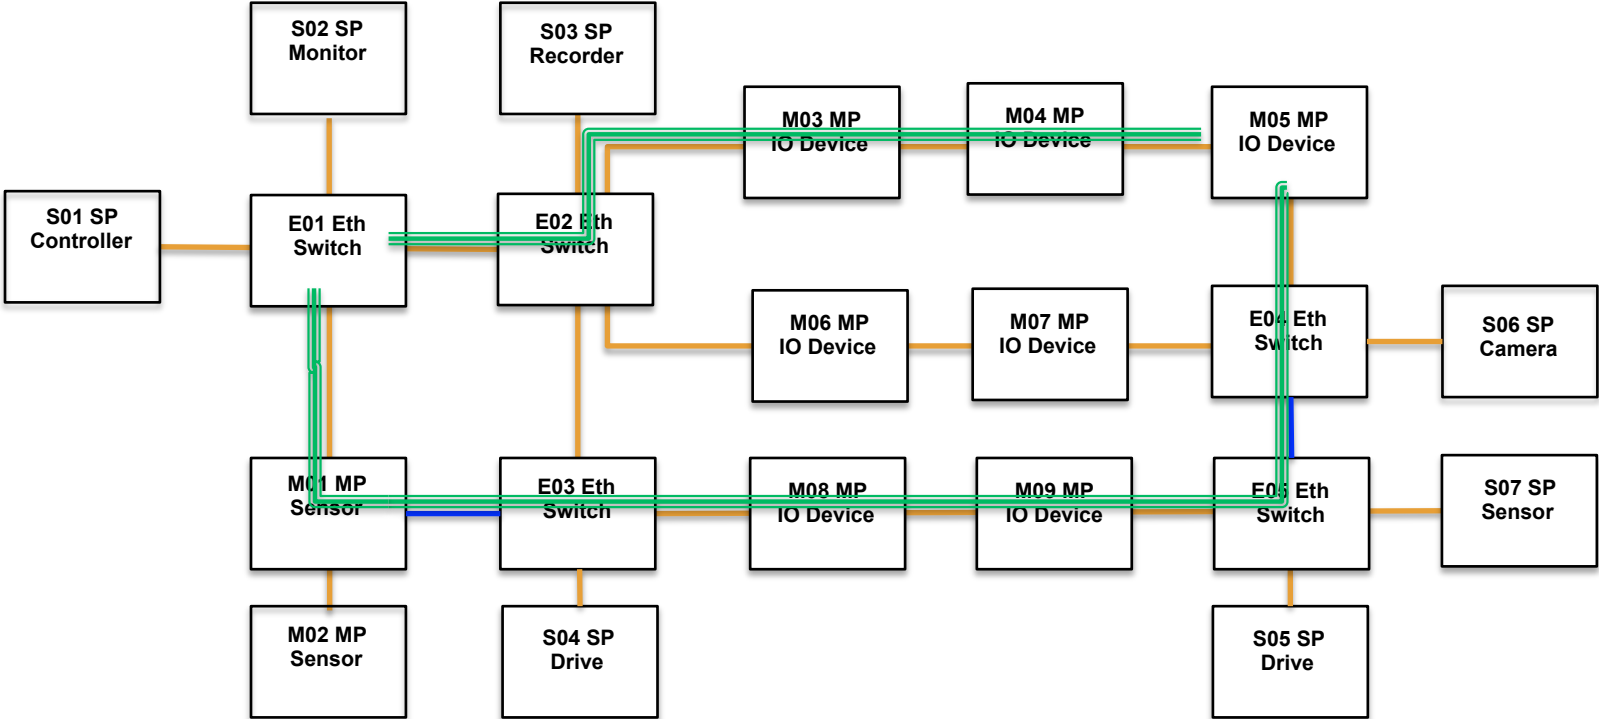 S02 SP
Monitor
S03 SP
Recorder
M03 MP
IO Device
M04 MP
IO Device
M05 MP
IO Device
S01 SP
Controller
E01 Eth
Switch
E02 Eth
Switch
M06 MP
IO Device
M07 MP
IO Device
E04 Eth
Switch
S06 SP
Camera
M01 MP
Sensor
E03 Eth
Switch
M08 MP
IO Device
M09 MP
IO Device
E05 Eth
Switch
S07 SP
Sensor
M02 MP
Sensor
S04 SP
Drive
S05 SP
Drive